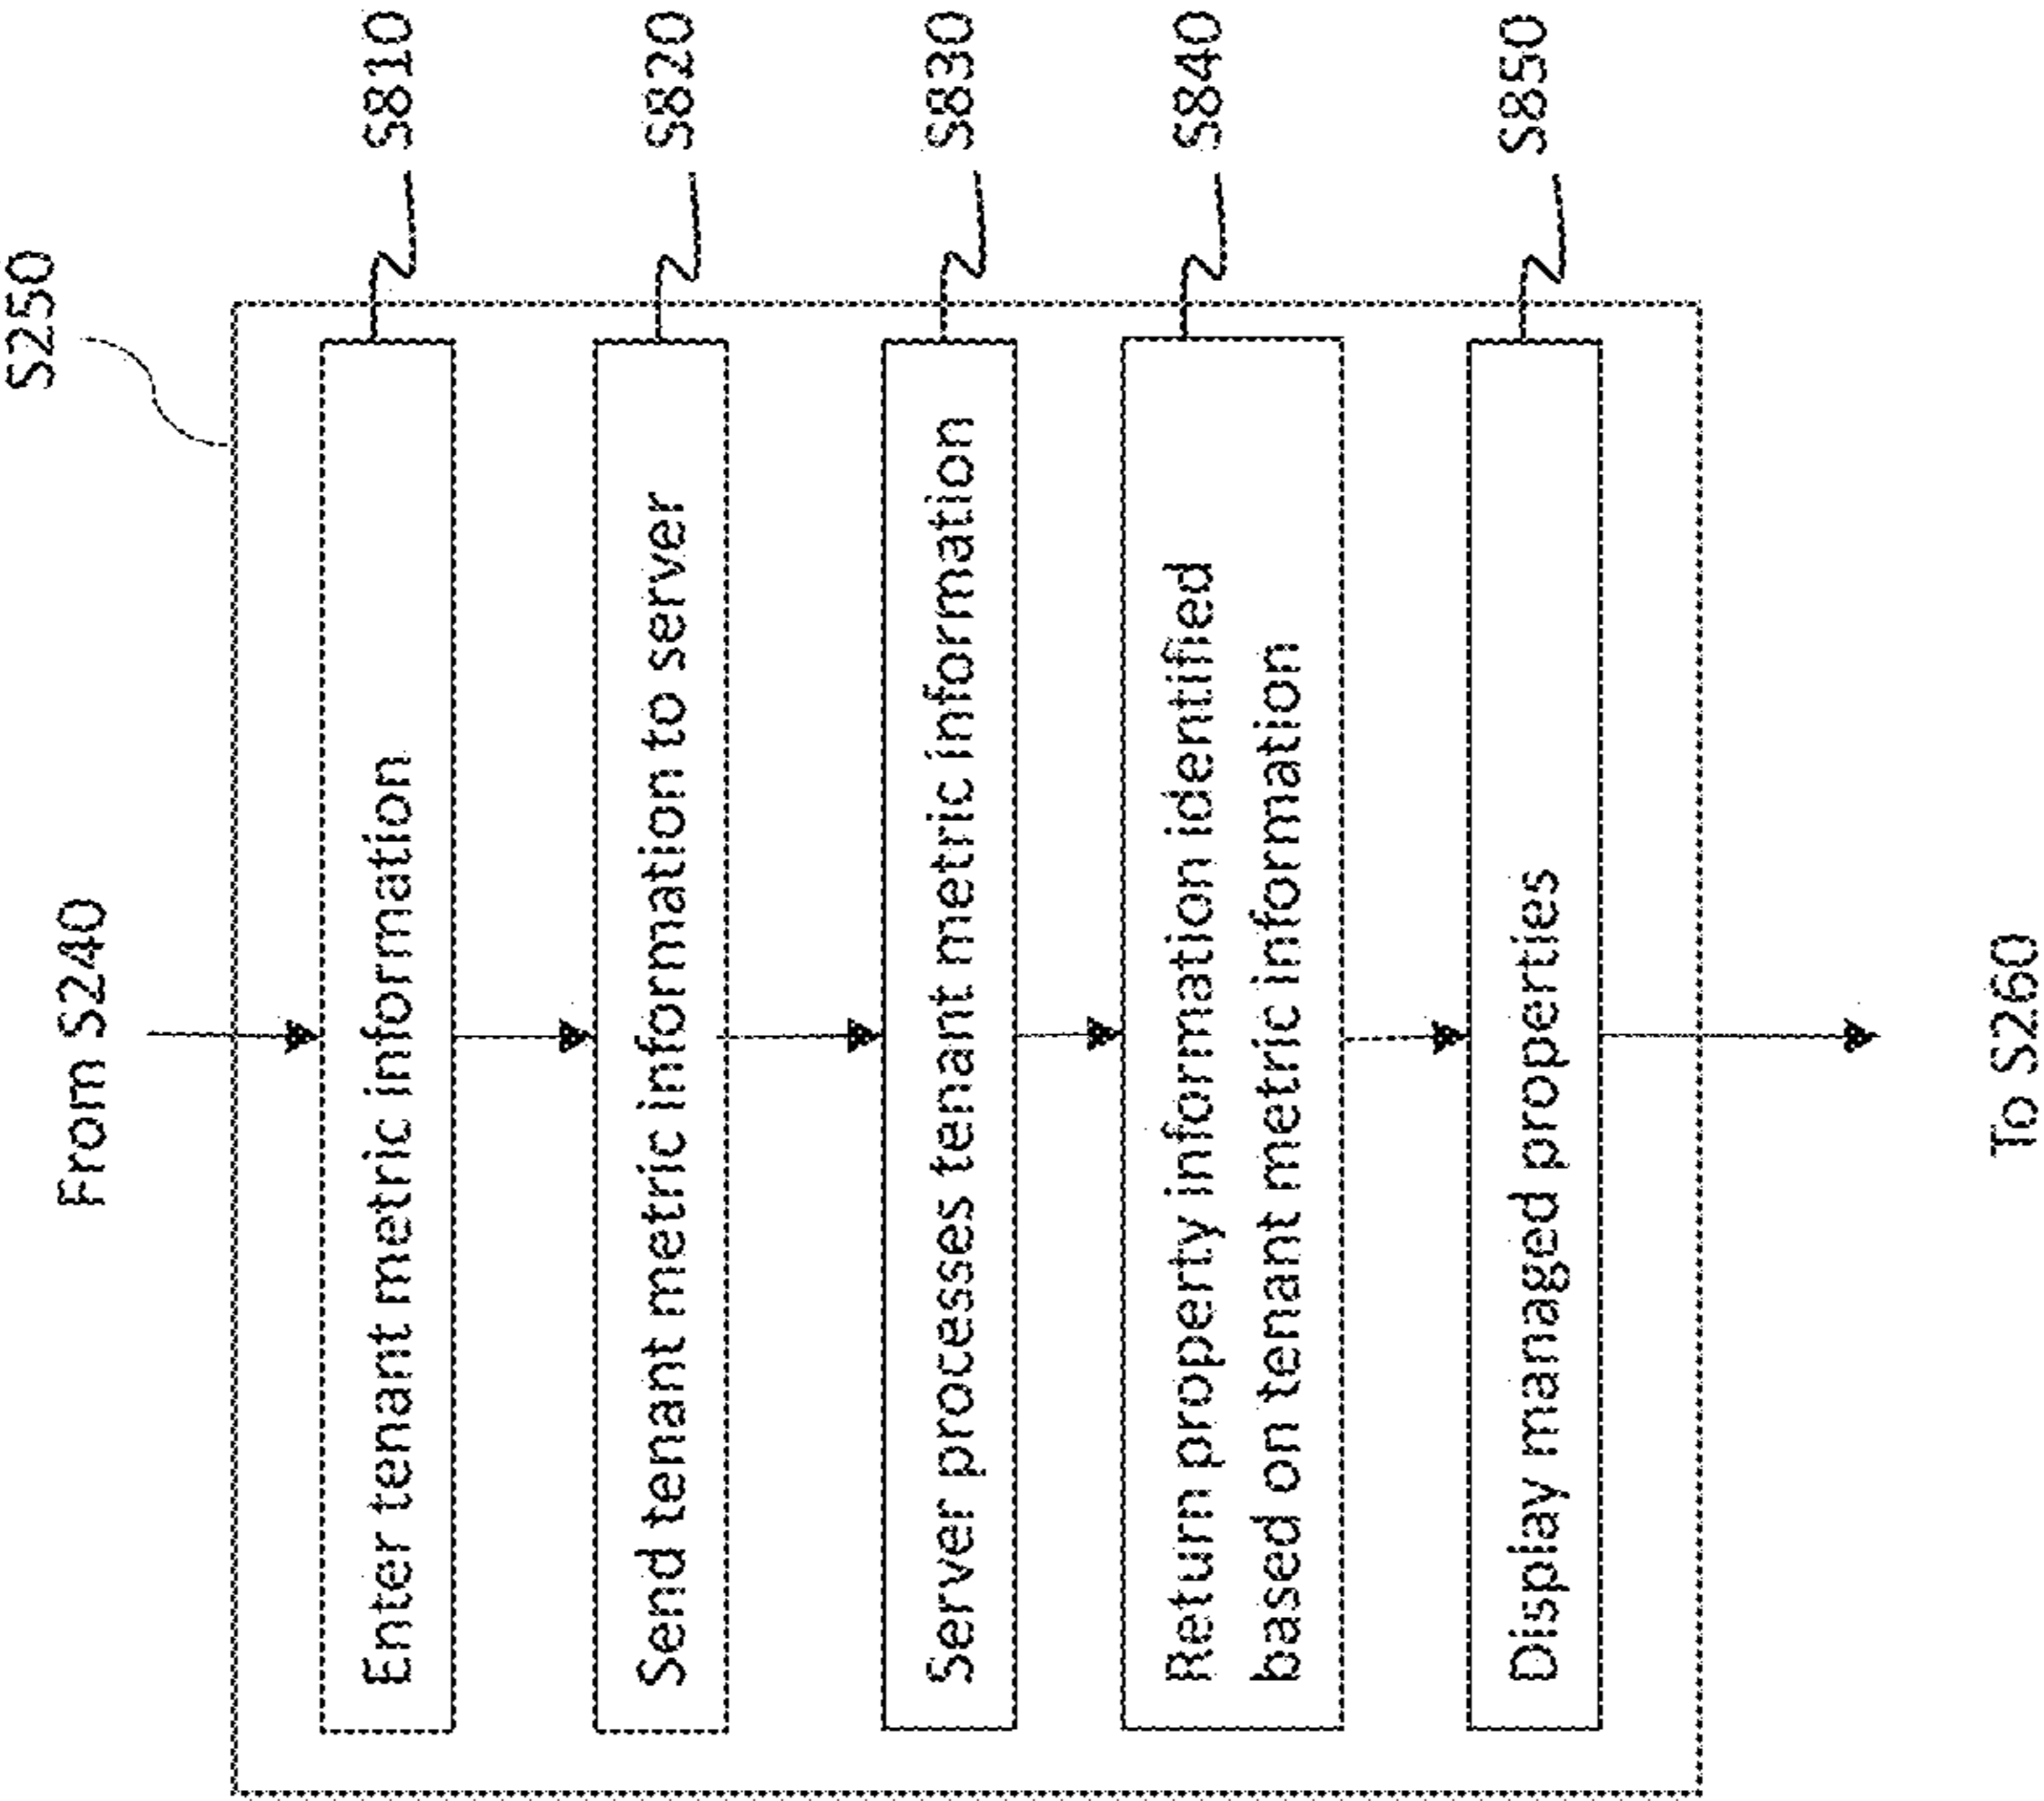 From S240
S250
Enter tenant metric information
S810
Send tenant metric information to server
S820
Server processes tenant metric information
S830
Return property information identified
based on tenant metric information
S840
Display managed properties
S850
To S260